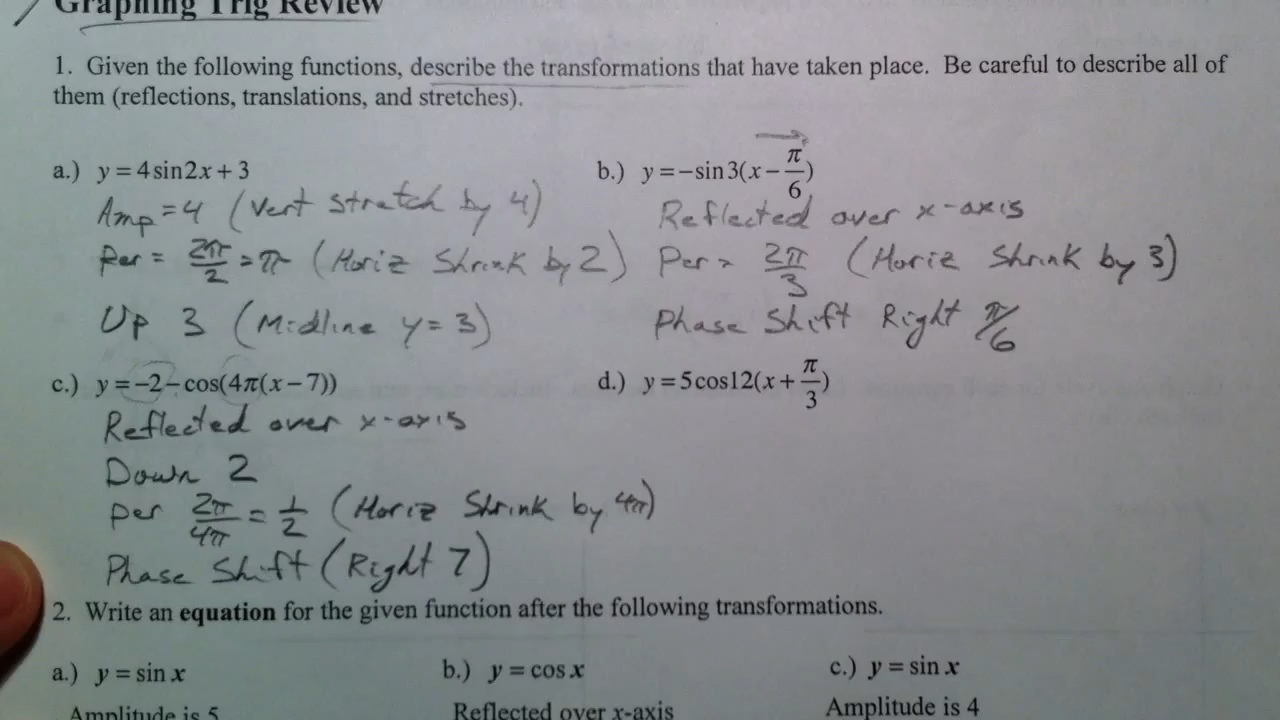 Graphing Trig Review
1. Given the following functions, describe the transformations that have taken place. Be careful to describe all of
them (reflections, translations, and stretches).
a.) y = 4 sin2x + 3
Amp = 4 (Vert stretch by 4)
Per = 2π/2 = π (Horiz Shrink by 2)
Up 3 (Midline y = 3)
b.) y = -sin 3(x - π/6)
Reflected over x-axis
Per = 2π/3 (Horiz Shrink by 3)
Phase Shift Right π/6
c.) y = -2 - cos(4π(x - 7))
Reflected over x-axis
Down 2
Per 2π/4π = 1/2 (Horiz Shrink by 4π)
Phase Shift (Right 7)
d.) y = 5cos12(x + π/3)
2. Write an equation for the given function after the following transformations.
a.) y = sin x
Amplitude is 5
b.) y = cos x
Reflected over x-axis
c.) y = sin x
Amplitude is 4